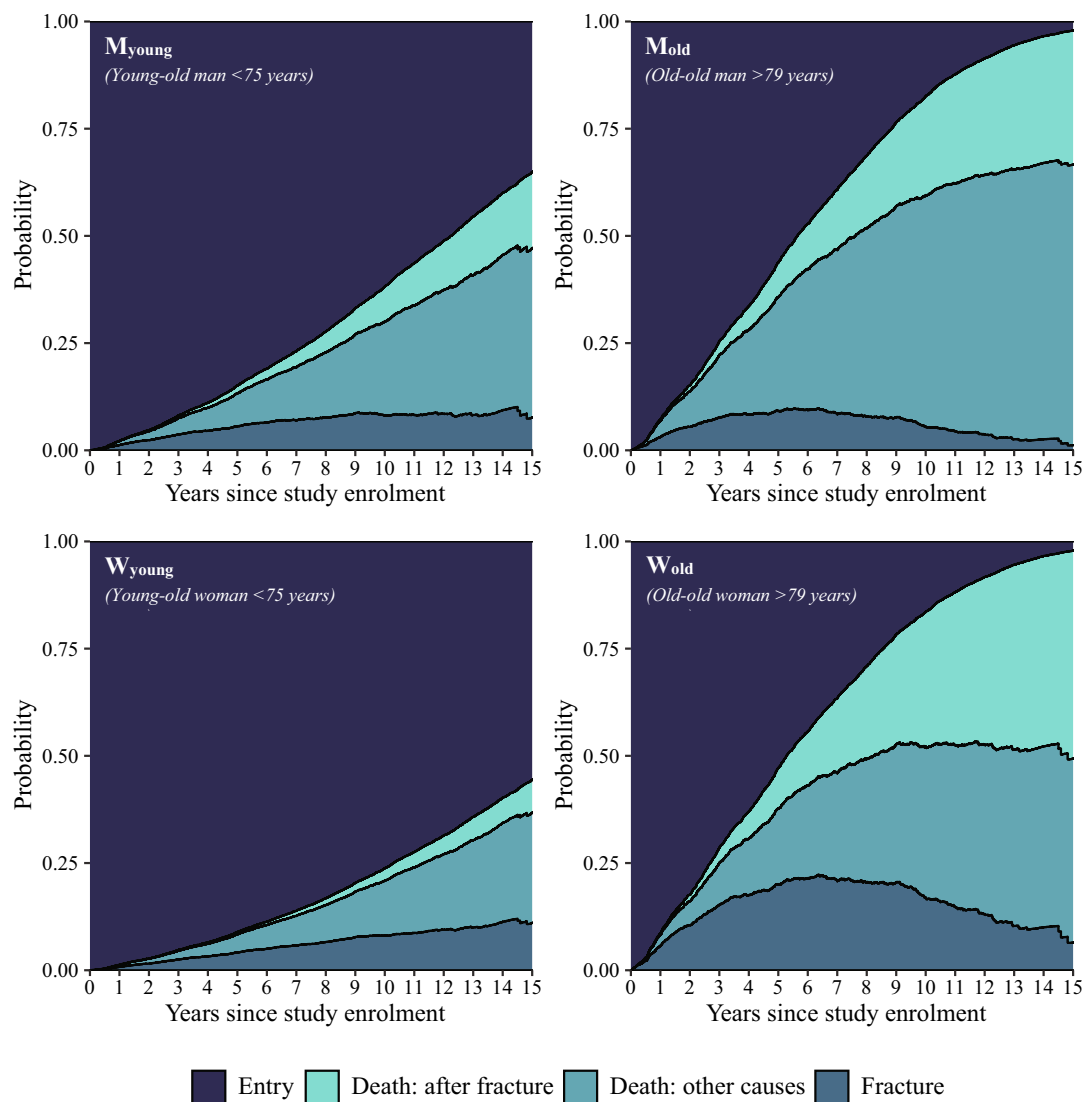 M_young
(Young-old man <75 years)
Probability
1.00
0.75
0.50
0.25
0.00
0 1 2 3 4 5 6 7 8 9 10 11 12 13 14 15
Years since study enrolment
M_old
(Old-old man >79 years)
Probability
1.00
0.75
0.50
0.25
0.00
0 1 2 3 4 5 6 7 8 9 10 11 12 13 14 15
Years since study enrolment
W_young
(Young-old woman <75 years)
Probability
1.00
0.75
0.50
0.25
0.00
0 1 2 3 4 5 6 7 8 9 10 11 12 13 14 15
Years since study enrolment
W_old
(Old-old woman >79 years)
Probability
1.00
0.75
0.50
0.25
0.00
0 1 2 3 4 5 6 7 8 9 10 11 12 13 14 15
Years since study enrolment
Entry Death: after fracture Death: other causes Fracture